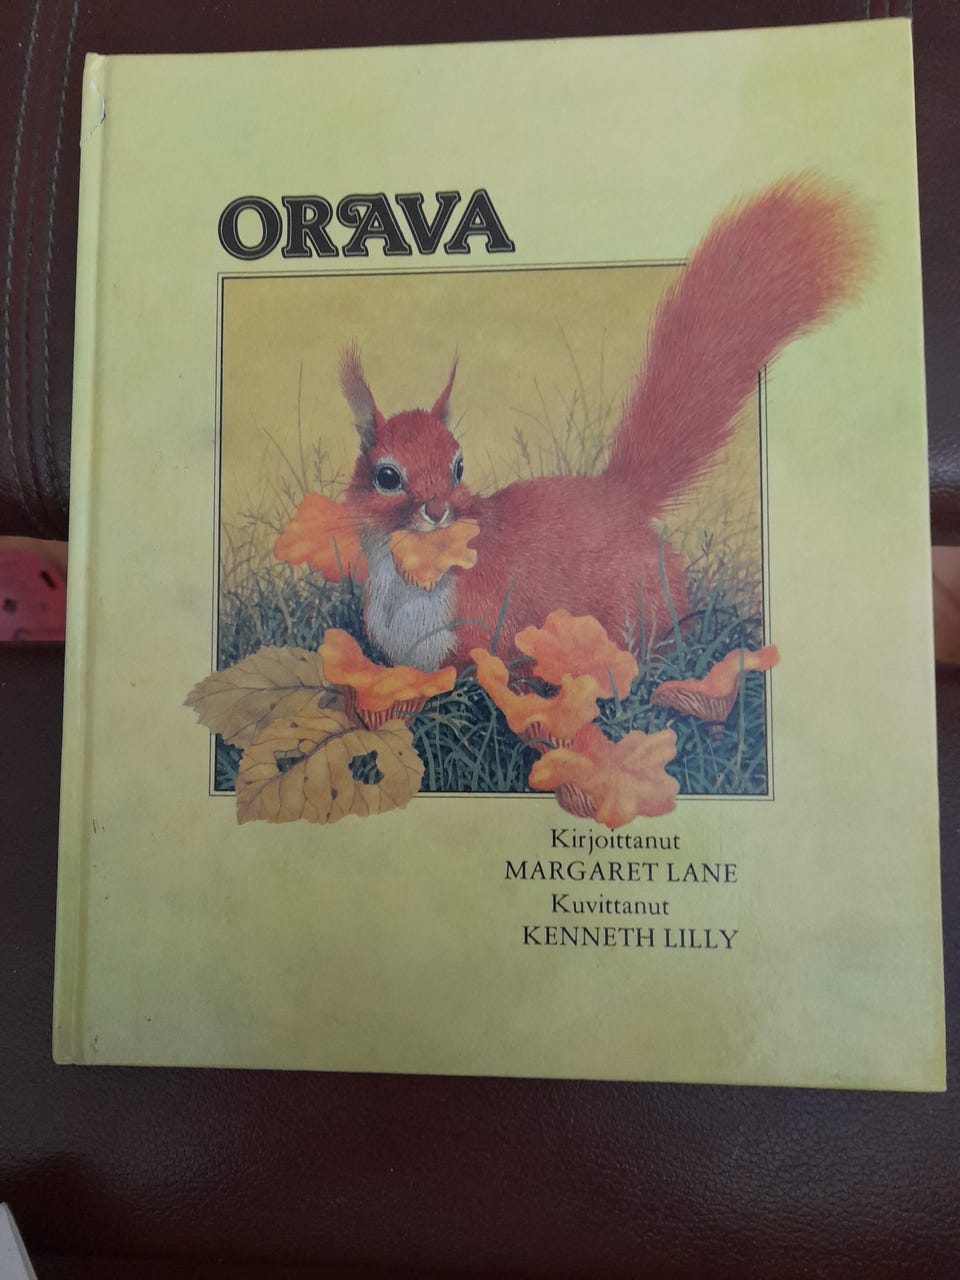 ORAVA
Kirjoittanut
MARGARET LANE
Kuvittanut
KENNETH LILLY